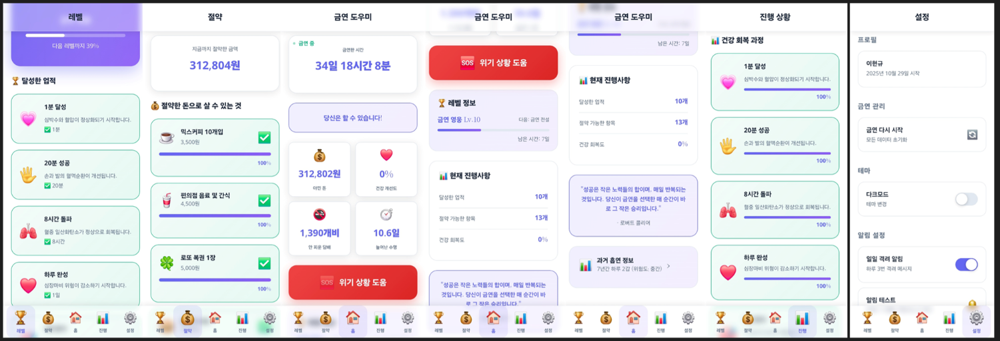 레벨
다음 레벨까지 39%
🏆 달성한 업적
1분 달성
심박수와 혈압이 정상화되기 시작합니다.
✅ 1분
20분 성공
손과 발의 혈액순환이 개선됩니다.
✅ 20분
8시간 돌파
혈중 일산화탄소가 정상으로 회복됩니다.
✅ 8시간
하루 완성
심장마비 위험이 감소하기 시작합니다.
✅ 1일
레벨
절약
홈
진행
설정
절약
지금까지 절약한 금액
312,804원
💰 절약한 돈으로 살 수 있는 것
믹스커피 10개입
3,500원
100%
편의점 음료 및 간식
4,500원
100%
로또 복권 1장
5,000원
100%
레벨
절약
홈
진행
설정
금연 도우미
금연 중
금연한 시간
34일 18시간 8분
당신은 할 수 있습니다!
312,802원
아낀 돈
0%
건강 개선도
1,390개비
안 피운 담배
10.6일
늘어난 수명
SOS 위기 상황 도움
레벨
절약
홈
진행
설정
금연 도우미
SOS 위기 상황 도움
🏆 레벨 정보
금연 영웅 Lv.10
다음: 금연 전설
남은 시간: 7일
📊 현재 진행사항
달성한 업적 10개
절약 가능한 항목 13개
건강 회복도 0%
"성공은 작은 노력들의 합이며, 매일 반복되는
것입니다. 당신이 금연을 선택한 매 순간이 바
로 그 작은 승리입니다."
레벨
절약
홈
진행
설정
금연 도우미
남은 시간: 7일
📊 현재 진행사항
달성한 업적 10개
절약 가능한 항목 13개
건강 회복도 0%
"성공은 작은 노력들의 합이며, 매일 반복되는
것입니다. 당신이 금연을 선택한 매 순간이 바
로 그 작은 승리입니다."
- 로버트 콜리어
과거 흡연 정보
7년간 하루 2갑 (위험도: 중간)
레벨
절약
홈
진행
설정
진행 상황
📊 건강 회복 과정
1분 달성
심박수와 혈압이 정상화되기 시작합니다.
100%
20분 성공
손과 발의 혈액순환이 개선됩니다.
100%
8시간 돌파
혈중 일산화탄소가 정상으로 회복됩니다.
100%
하루 완성
심장마비 위험이 감소하기 시작합니다.
100%
레벨
절약
홈
진행
설정
설정
프로필
이현규
2025년 10월 29일 시작
금연 관리
금연 다시 시작
모든 데이터 초기화
테마
다크모드
테마 변경
알림 설정
일일 격려 알림
하루 3번 격려 메시지
알림 테스트
레벨
절약
홈
진행
설정